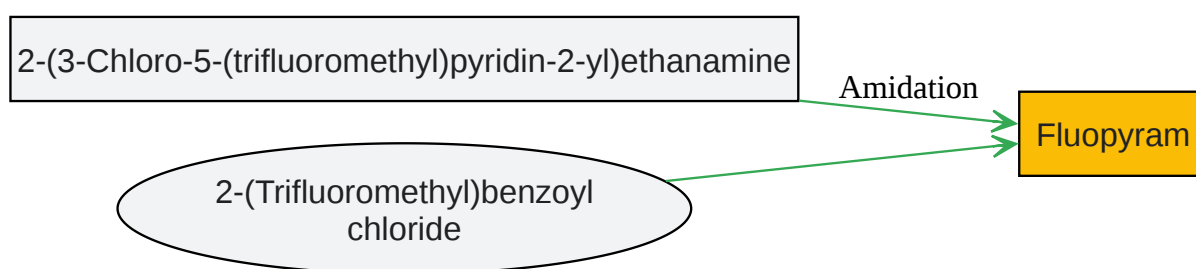 2-(3-Chloro-5-(trifluoromethyl)pyridin-2-yl)ethanamine
Amidation
Fluopyram
2-(Trifluoromethyl)benzoyl
chloride